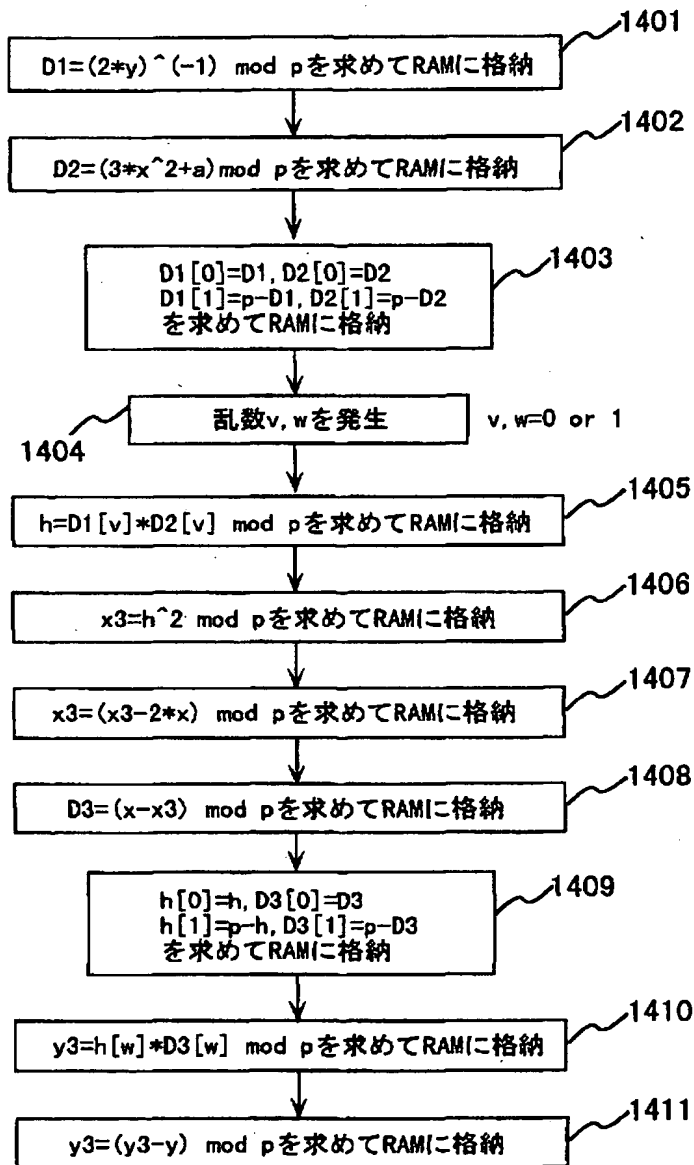 1401
D1=(2*y)^(-1) mod pを求めてRAMに格納
1402
D2=(3*x^2+a)mod pを求めてRAMに格納
1403
D1[0]=D1,D2[0]=D2
D1[1]=p-D1,D2[1]=p-D2
を求めてRAMに格納
1404
乱数v,wを発生
v,w=0 or 1
1405
h=D1[v]*D2[v] mod pを求めてRAMに格納
1406
x3=h^2 mod pを求めてRAMに格納
1407
x3=(x3-2*x) mod pを求めてRAMに格納
1408
D3=(x-x3) mod pを求めてRAMに格納
1409
h[0]=h,D3[0]=D3
h[1]=p-h,D3[1]=p-D3
を求めてRAMに格納
1410
y3=h[w]*D3[w] mod pを求めてRAMに格納
1411
y3=(y3-y) mod pを求めてRAMに格納